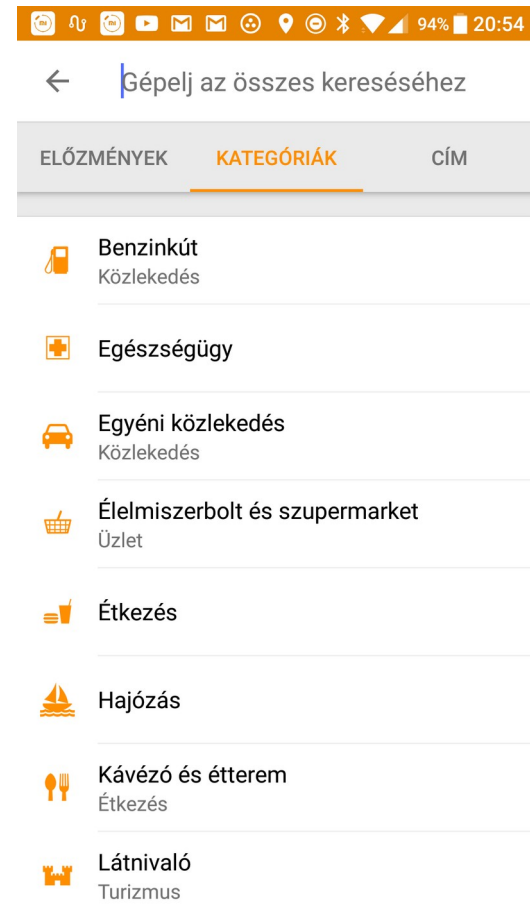 94% 20:54
Gépelj az összes kereséséhez
ELŐZMÉNYEK KATEGÓRIÁK CÍM
Benzinkút
Közlekedés
Egészségügy
Egyéni közlekedés
Közlekedés
Élelmiszerbolt és szupermarket
Üzlet
Étkezés
Hajózás
Kávézó és étterem
Étkezés
Látnivaló
Turizmus